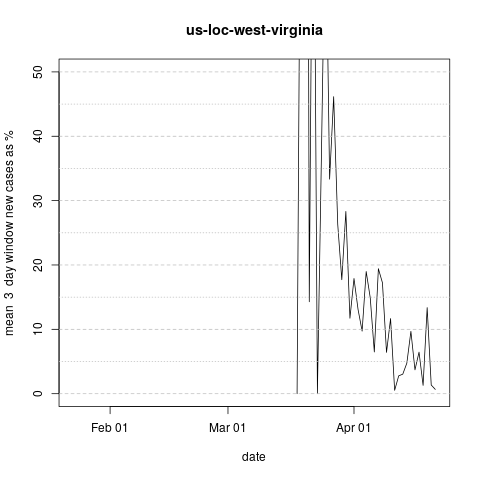 us-loc-west-virginia
mean 3 day window new cases as %
50
40
30
20
10
0
Feb 01
Mar 01
Apr 01
date